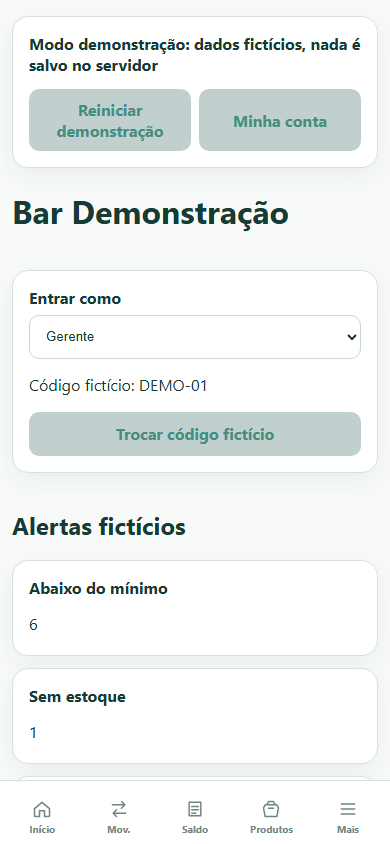 Modo demonstração: dados fictícios, nada é
salvo no servidor
Reiniciar
demonstração
Minha conta
Bar Demonstração
Entrar como
Gerente
Código fictício: DEMO-01
Trocar código fictício
Alertas fictícios
Abaixo do mínimo
6
Sem estoque
1
Início
Mov.
Saldo
Produtos
Mais